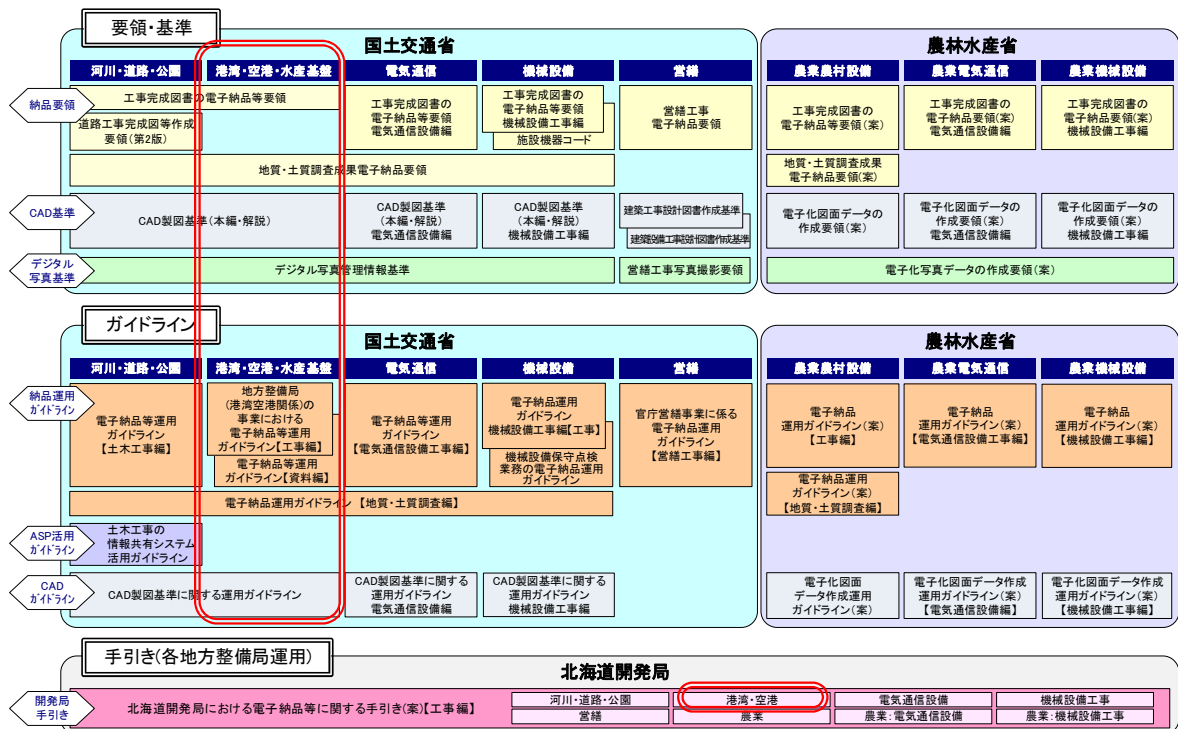 要領・基準
国土交通省
農林水産省
河川・道路・公園
港湾・空港・水産基盤
電気通信
機械設備
営繕
農業農村設備
農業電気通信
農業機械設備
納品要領
工事完成図書の電子納品等要領
道路工事完成図等作成
要領(第2版)
工事完成図書の
電子納品等要領
電気通信設備編
工事完成図書の
電子納品等要領
機械設備工事編
施設機器コード
営繕工事
電子納品要領
工事完成図書の
電子納品等要領(案)
工事完成図書の
電子納品要領(案)
電気通信設備編
工事完成図書の
電子納品要領(案)
機械設備工事編
地質・土質調査成果電子納品要領
地質・土質調査成果
電子納品要領(案)
CAD基準
CAD製図基準(本編・解説)
CAD製図基準
(本編・解説)
電気通信設備編
CAD製図基準
(本編・解説)
機械設備工事編
建築工事設計図書作成基準
建築設備工事設計図書作成基準
電子化図面データの
作成要領(案)
電子化図面データの
作成要領(案)
電気通信設備編
電子化図面データの
作成要領(案)
機械設備工事編
デジタル
写真基準
デジタル写真管理情報基準
営繕工事写真撮影要領
電子化写真データの作成要領(案)
ガイドライン
国土交通省
農林水産省
河川・道路・公園
港湾・空港・水産基盤
電気通信
機械設備
営繕
農業農村設備
農業電気通信
農業機械設備
納品運用
ガイドライン
電子納品等運用
ガイドライン
【土木工事編】
地方整備局
(港湾空港関係)の
事業における
電子納品等運用
ガイドライン【工事編】
電子納品等運用
ガイドライン【資料編】
電子納品等運用
ガイドライン
【電気通信設備工事編】
電子納品運用
ガイドライン
機械設備工事編【工事】
機械設備保守点検
業務の電子納品運用
ガイドライン
官庁営繕事業に係る
電子納品運用
ガイドライン
【営繕工事編】
電子納品
運用ガイドライン(案)
【工事編】
電子納品
運用ガイドライン(案)
【電気通信設備工事編】
電子納品
運用ガイドライン(案)
【機械設備工事編】
電子納品運用ガイドライン 【地質・土質調査編】
電子納品運用
ガイドライン(案)
【地質・土質調査編】
ASP活用
ガイドライン
土木工事の
情報共有システム
活用ガイドライン
CAD
ガイドライン
CAD製図基準に関する運用ガイドライン
CAD製図基準に関する
運用ガイドライン
電気通信設備編
CAD製図基準に関する
運用ガイドライン
機械設備工事編
電子化図面
データ作成運用
ガイドライン(案)
電子化図面データ作成
運用ガイドライン(案)
【電気通信設備編】
電子化図面データ作成
運用ガイドライン(案)
【機械設備工事編】
手引き(各地方整備局運用)
北海道開発局
開発局
手引き
北海道開発局における電子納品等に関する手引き(案)【工事編】
河川・道路・公園
港湾・空港
電気通信設備
機械設備工事
営繕
農業
農業:電気通信設備
農業:機械設備工事